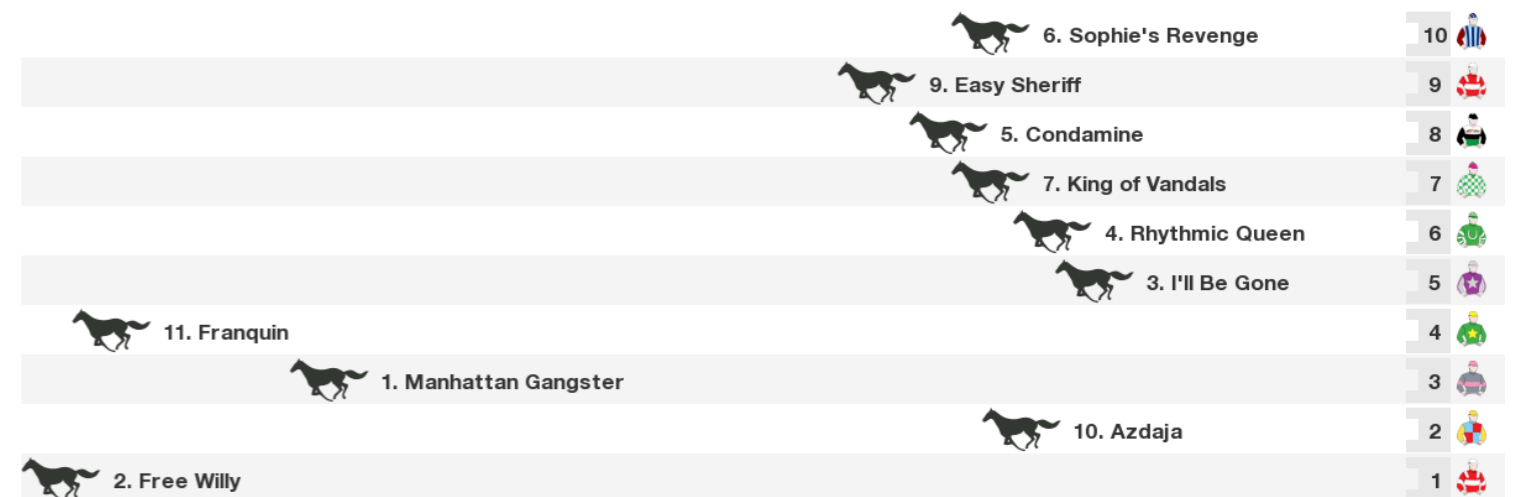 6. Sophie's Revenge 10
9. Easy Sheriff 9
5. Condamine 8
7. King of Vandals 7
4. Rhythmic Queen 6
3. I'll Be Gone 5
11. Franquin 4
1. Manhattan Gangster 3
10. Azdaja 2
2. Free Willy 1